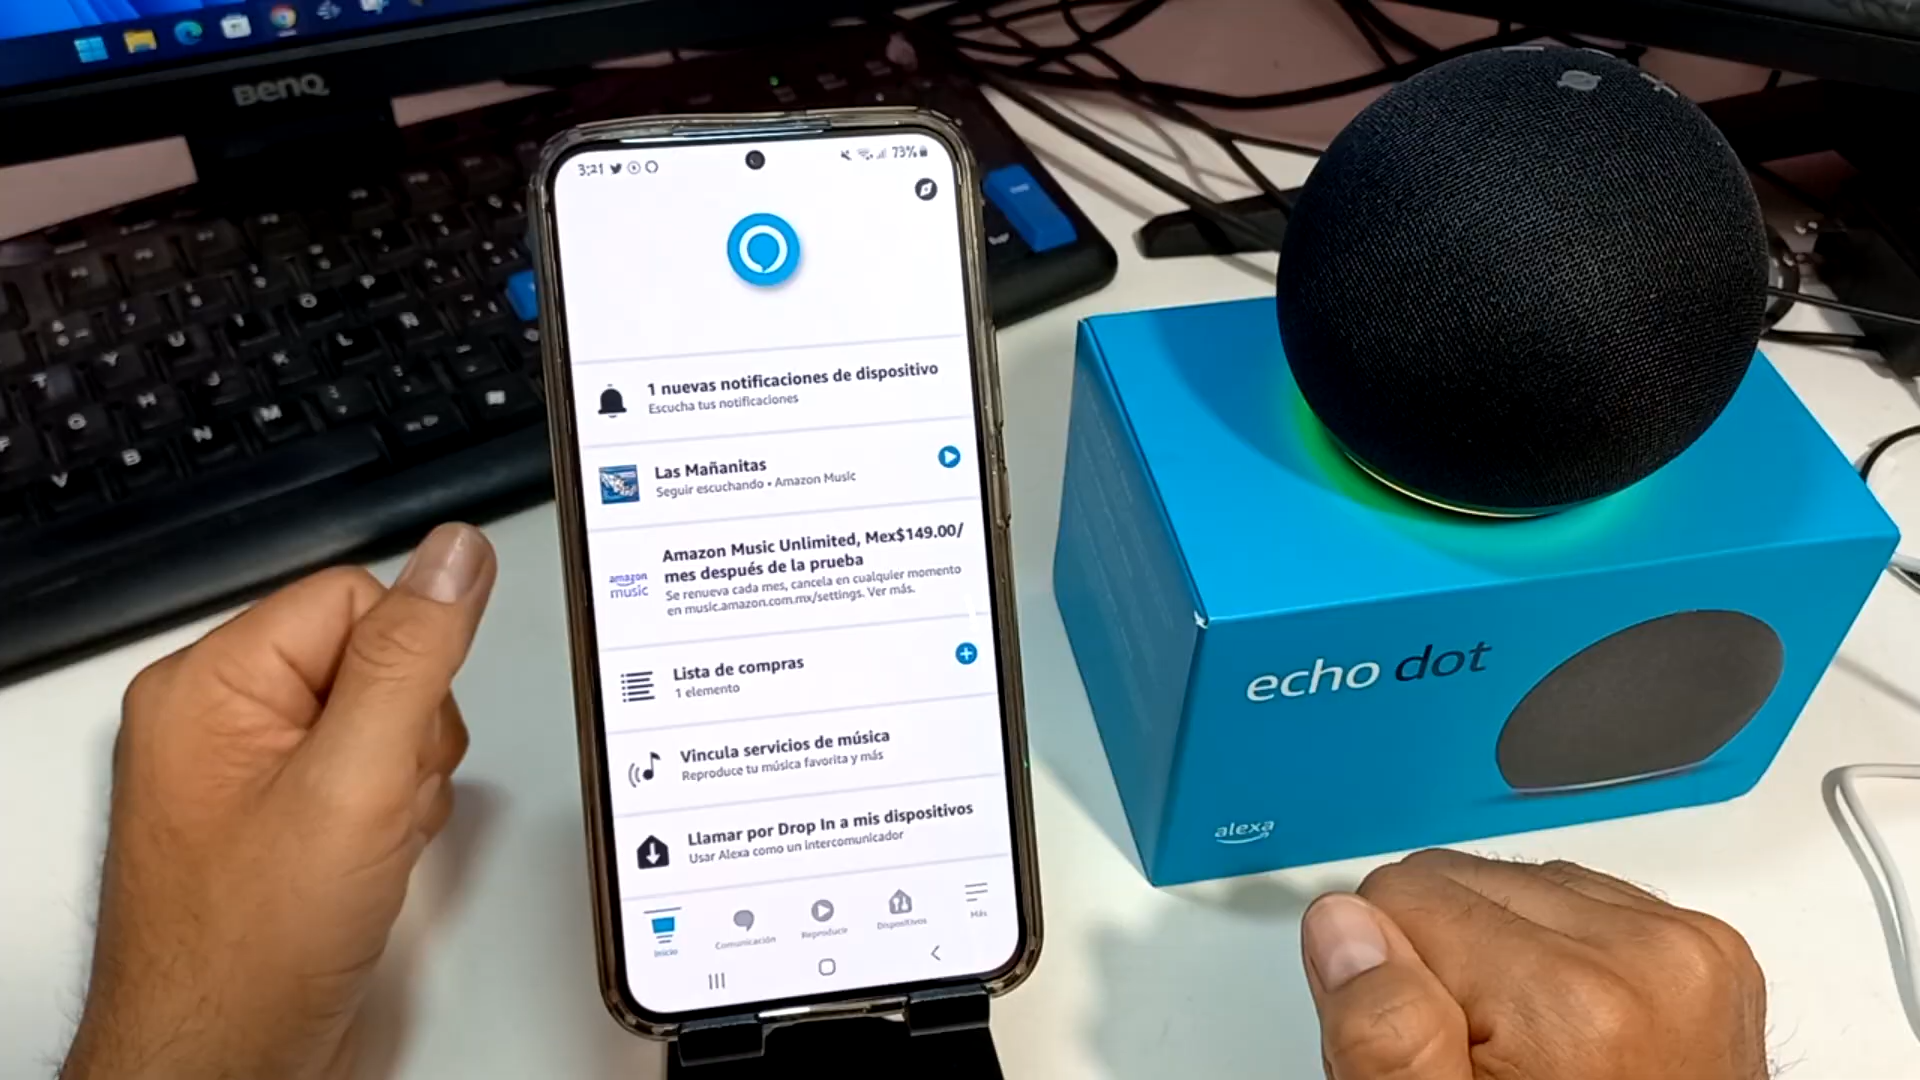 BenQ
3:21
73%
1 nuevas notificaciones de dispositivo
Escucha tus notificaciones
Las Mañanitas
Seguir escuchando • Amazon Music
amazon
music
Amazon Music Unlimited, Mex$149.00/
mes después de la prueba
Se renueva cada mes, cancela en cualquier momento
en music.amazon.com.mx/settings. Ver más.
Lista de compras
1 elemento
Vincula servicios de música
Reproduce tu música favorita y más
Llamar por Drop In a mis dispositivos
Usar Alexa como un intercomunicador
Inicio
Comunicación
Reproducir
Dispositivos
Más
echo dot
alexa